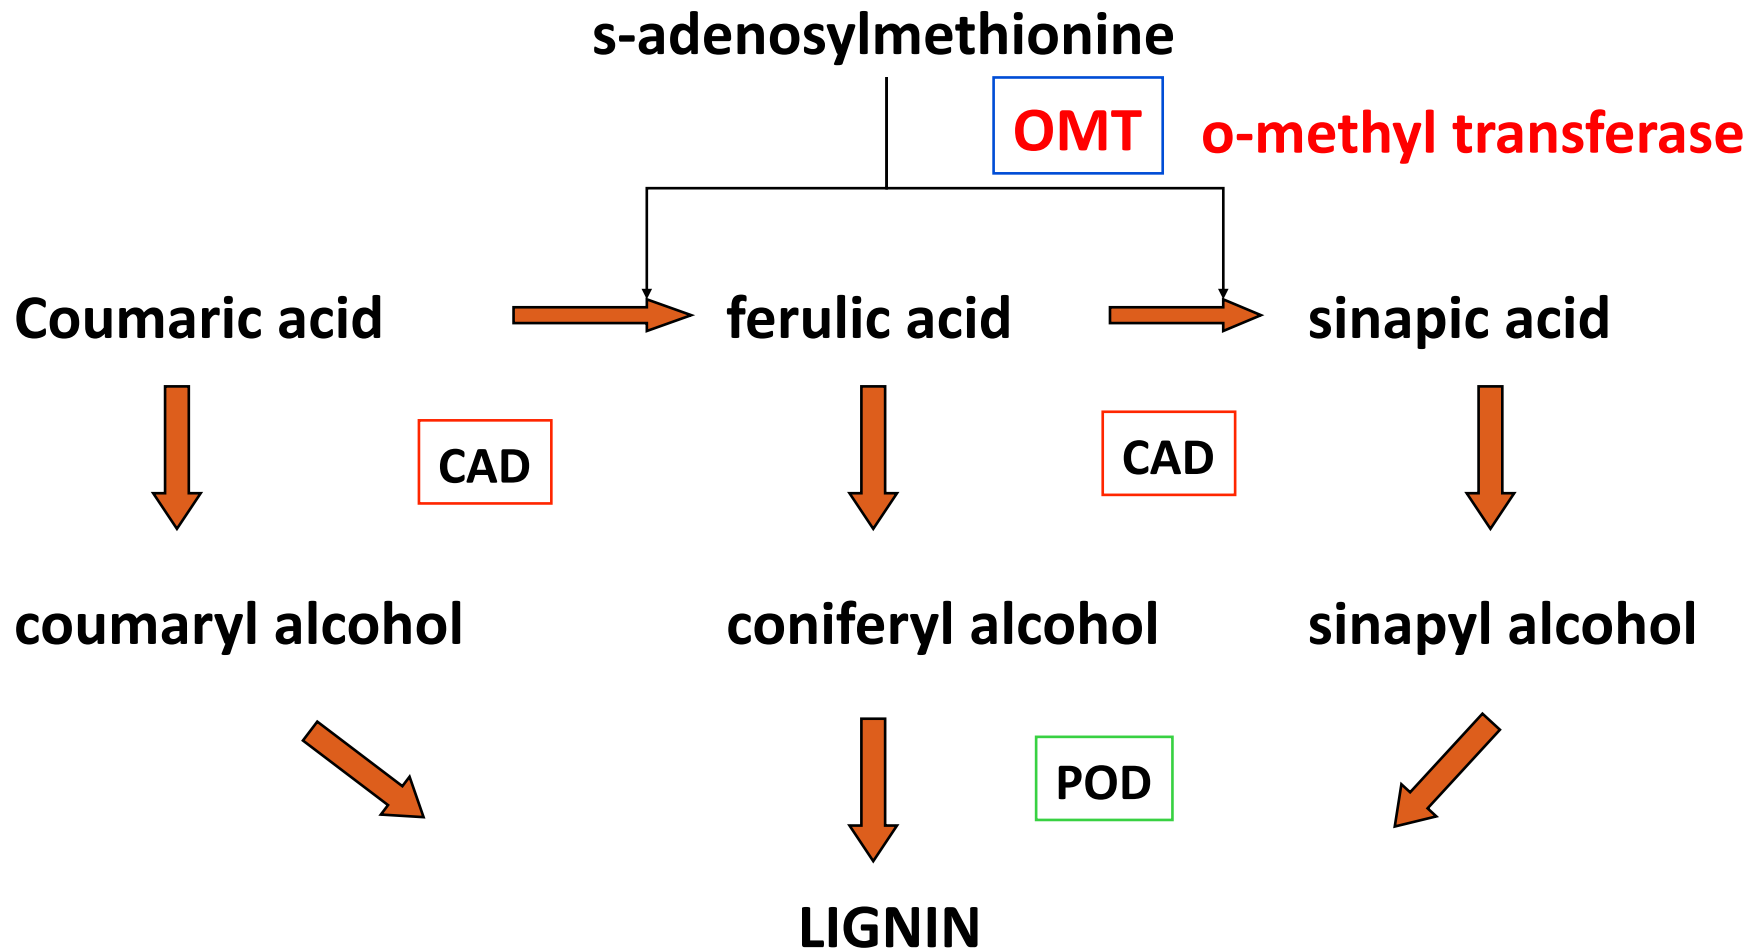 s-adenosylmethionine
OMT
o-methyl transferase
Coumaric acid
ferulic acid
sinapic acid
CAD
CAD
coumaryl alcohol
coniferyl alcohol
sinapyl alcohol
POD
LIGNIN